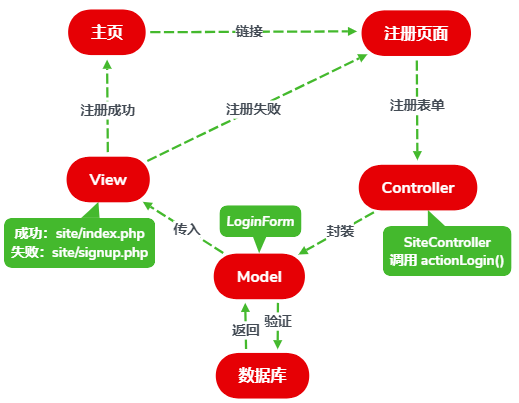 主页
链接
注册页面
注册成功
注册失败
注册表单
View
Controller
成功：site/index.php
失败：site/signup.php
传入
LoginForm
封装
SiteController
调用 actionLogin()
Model
返回
验证
数据库